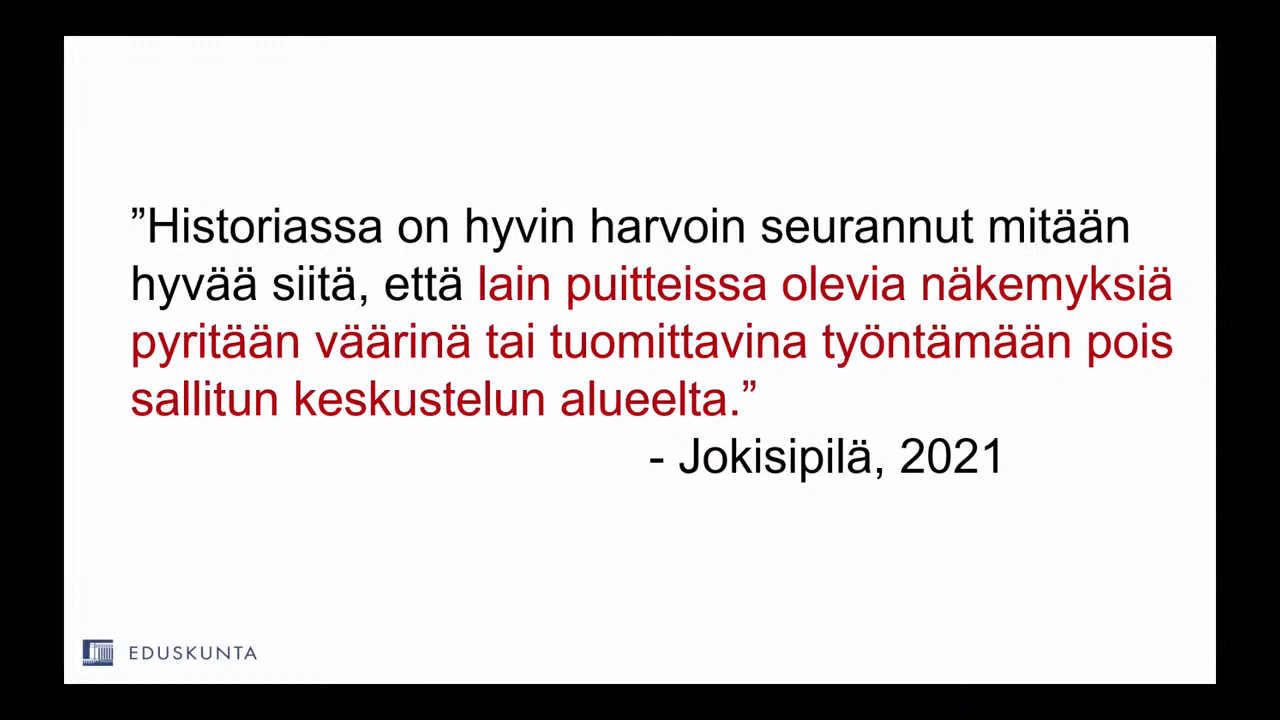 ”Historiassa on hyvin harvoin seurannut mitään
hyvää siitä, että lain puitteissa olevia näkemyksiä
pyritään väärinä tai tuomittavina työntämään pois
sallitun keskustelun alueelta.”
- Jokisipilä, 2021
EDUSKUNTA